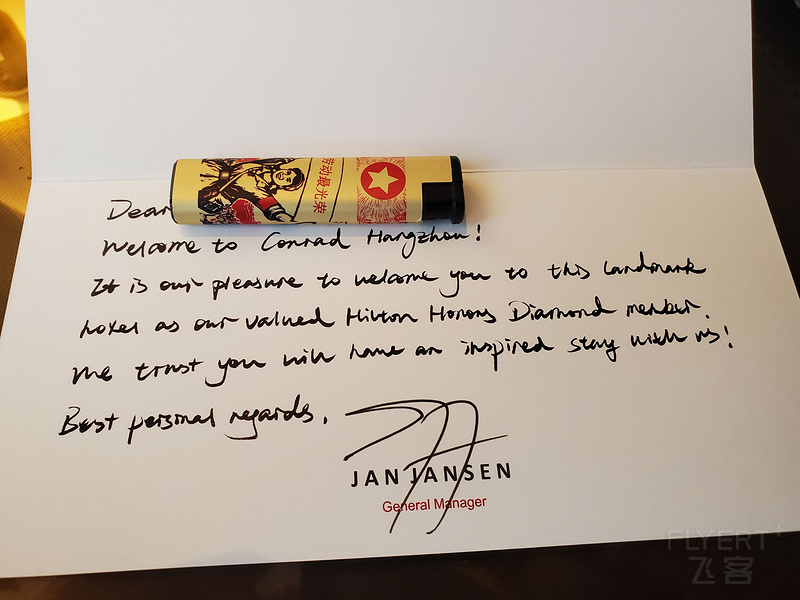 劳动最光荣
Dear
Welcome to Conrad Hangzhou!
It is our pleasure to welcome you to this landmark
hotel as our valued Hilton Honors Diamond member.
We trust you will have an inspired stay with us!
Best personal regards,
JAN JANSEN
General Manager
FLYERT+
飞客